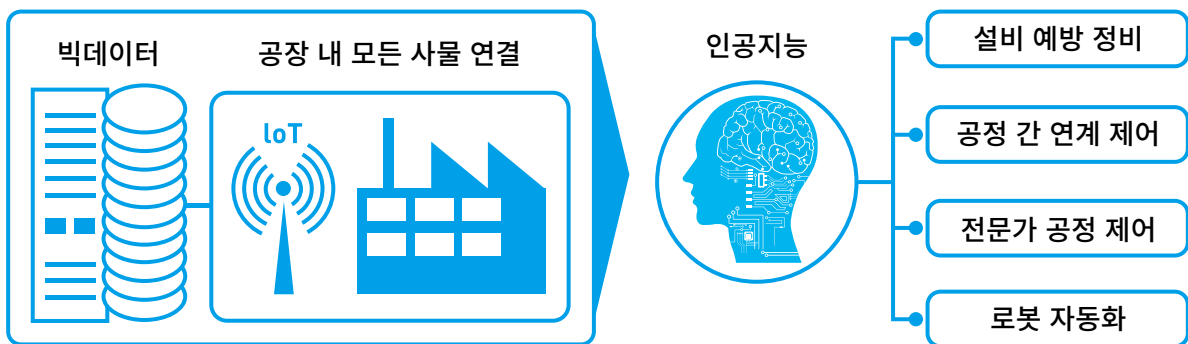 빅데이터
공장 내 모든 사물 연결
IoT
인공지능
설비 예방 정비
공정 간 연계 제어
전문가 공정 제어
로봇 자동화